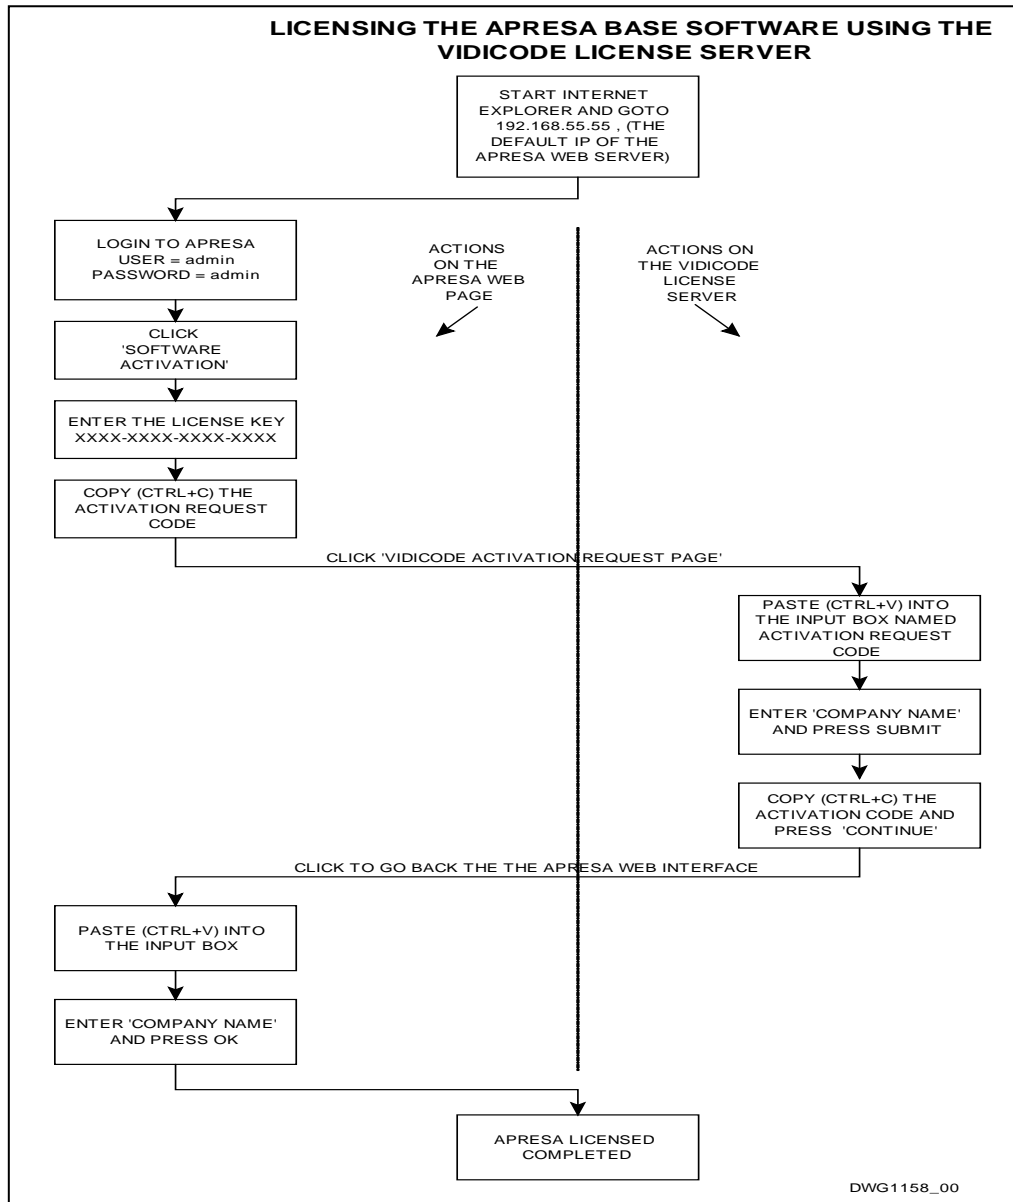 LICENSING THE APRESA BASE SOFTWARE USING THE
VIDICODE LICENSE SERVER
START INTERNET
EXPLORER AND GOTO
192.168.55.55 , (THE
DEFAULT IP OF THE
APRESA WEB SERVER)
LOGIN TO APRESA
USER = admin
PASSWORD = admin
ACTIONS
ON THE
APRESA WEB
PAGE
ACTIONS ON
THE VIDICODE
LICENSE
SERVER
CLICK
'SOFTWARE
ACTIVATION'
ENTER THE LICENSE KEY
XXXX-XXXX-XXXX-XXXX
COPY (CTRL+C) THE
ACTIVATION REQUEST
CODE
CLICK 'VIDICODE ACTIVATION REQUEST PAGE'
PASTE (CTRL+V) INTO
THE INPUT BOX NAMED
ACTIVATION REQUEST
CODE
ENTER 'COMPANY NAME'
AND PRESS SUBMIT
COPY (CTRL+C) THE
ACTIVATION CODE AND
PRESS 'CONTINUE'
CLICK TO GO BACK THE THE APRESA WEB INTERFACE
PASTE (CTRL+V) INTO
THE INPUT BOX
ENTER 'COMPANY NAME'
AND PRESS OK
APRESA LICENSED
COMPLETED
DWG1158_00